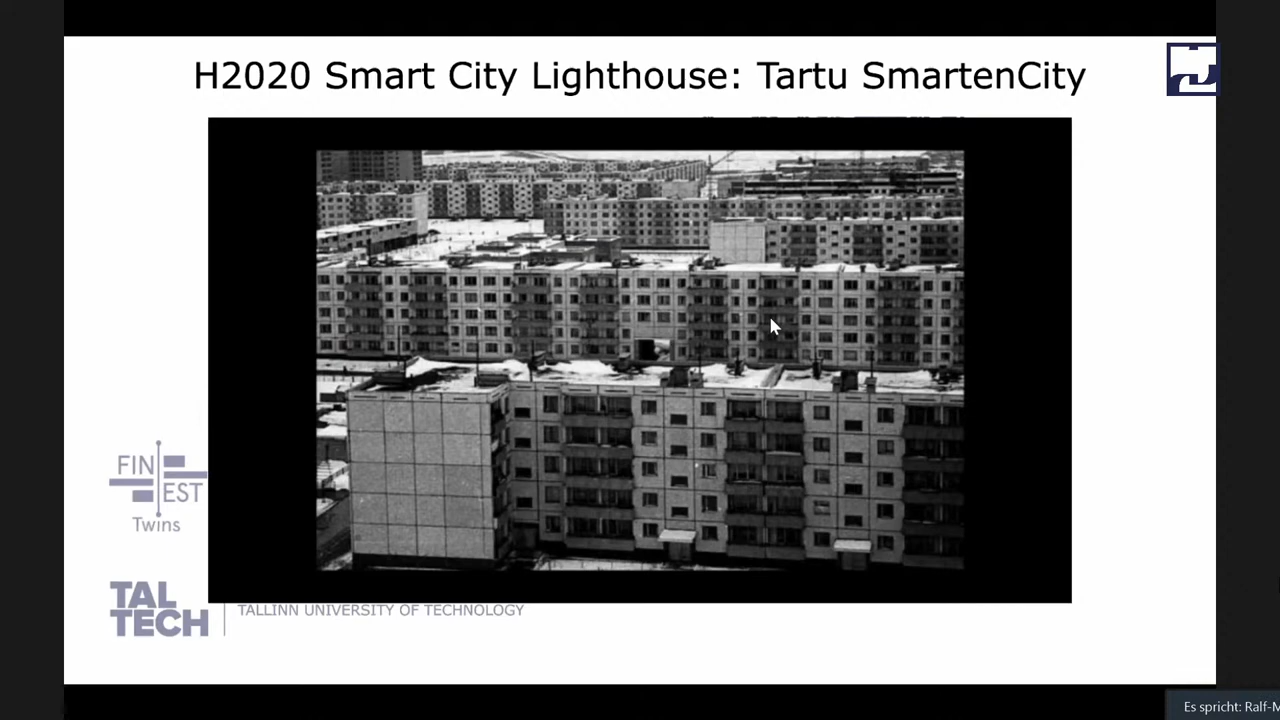 H2020 Smart City Lighthouse: Tartu SmartenCity
FIN
EST
Twins
TAL
TECH
TALLINN UNIVERSITY OF TECHNOLOGY
Es spricht: Ralf-M